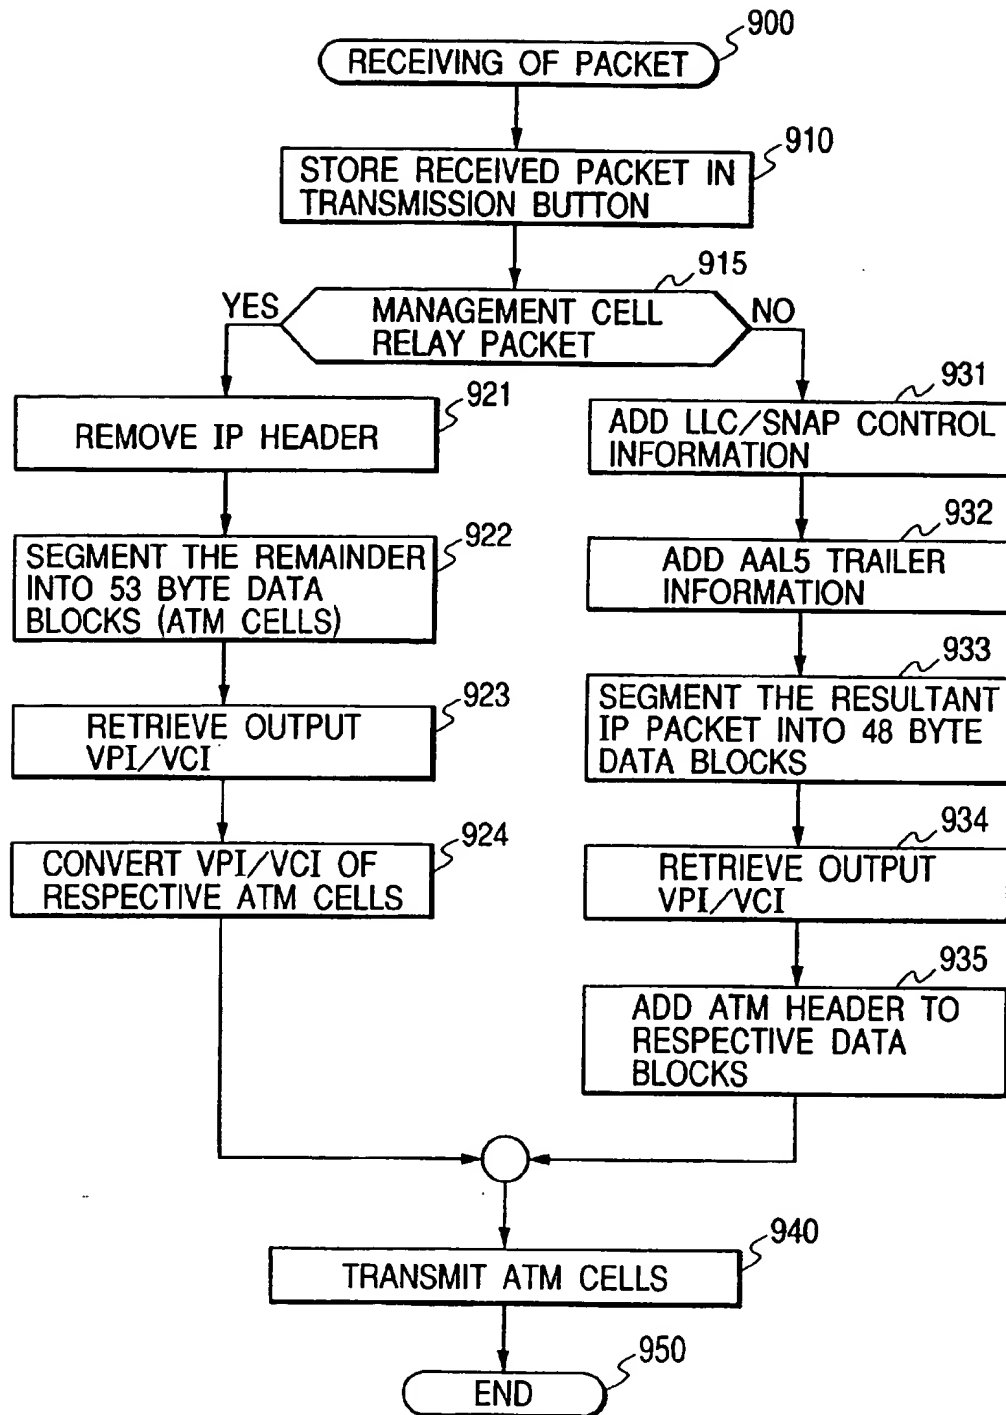 900
RECEIVING OF PACKET
910
STORE RECEIVED PACKET IN
TRANSMISSION BUTTON
915
YES
MANAGEMENT CELL
RELAY PACKET
NO
921
REMOVE IP HEADER
922
SEGMENT THE REMAINDER
INTO 53 BYTE DATA
BLOCKS (ATM CELLS)
923
RETRIEVE OUTPUT
VPI/VCI
924
CONVERT VPI/VCI OF
RESPECTIVE ATM CELLS
931
ADD LLC/SNAP CONTROL
INFORMATION
932
ADD AAL5 TRAILER
INFORMATION
933
SEGMENT THE RESULTANT
IP PACKET INTO 48 BYTE
DATA BLOCKS
934
RETRIEVE OUTPUT
VPI/VCI
935
ADD ATM HEADER TO
RESPECTIVE DATA
BLOCKS
940
TRANSMIT ATM CELLS
950
END